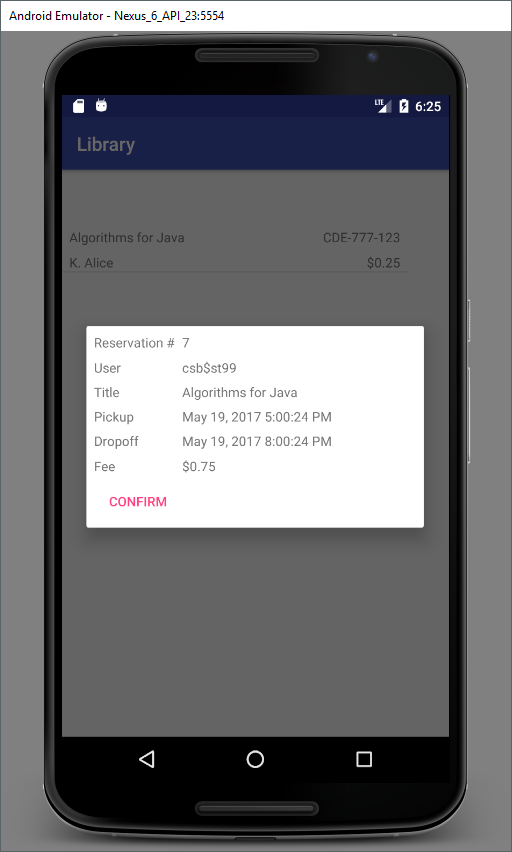 Android Emulator - Nexus_6_API_23:5554
LTE 6:25
Library
Algorithms for Java CDE-777-123
K. Alice $0.25
Reservation # 7
User csb$st99
Title Algorithms for Java
Pickup May 19, 2017 5:00:24 PM
Dropoff May 19, 2017 8:00:24 PM
Fee $0.75
CONFIRM